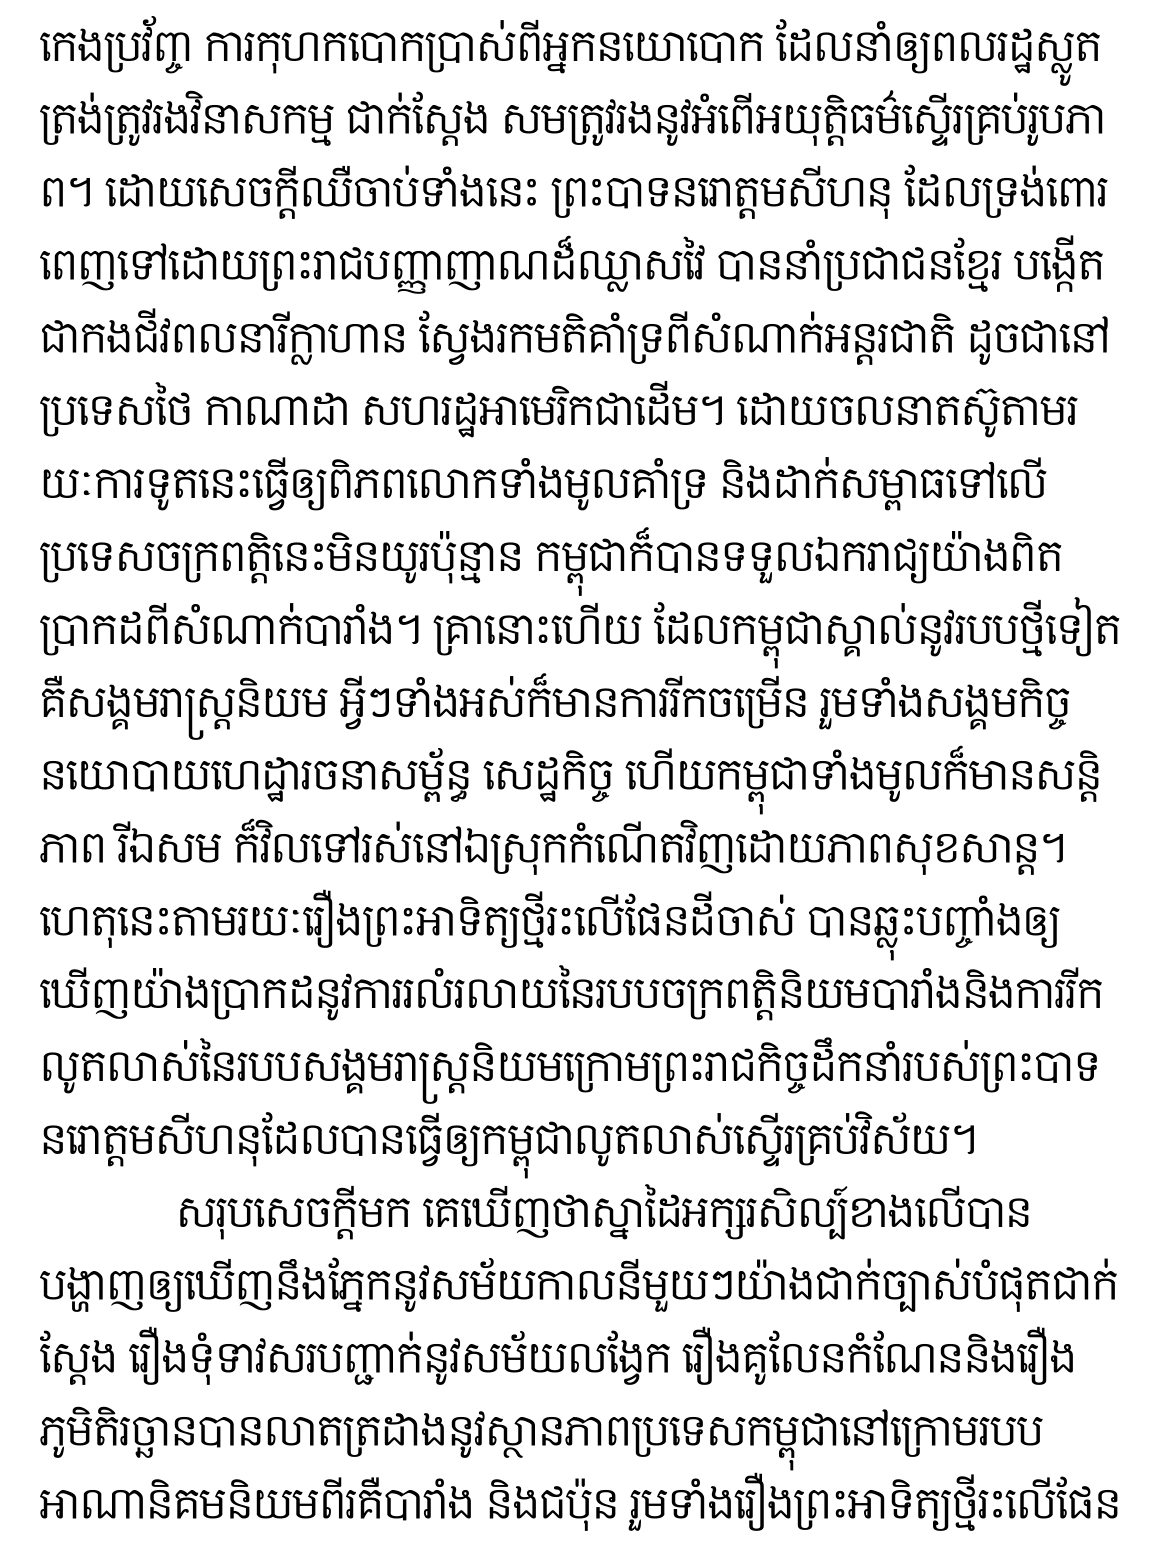 កេងប្រវ័ញ្ច ការកុហកបោកប្រាស់ពីអ្នកនយោបោក ដែលនាំឲ្យពលរដ្ឋស្លូត
ត្រង់ត្រូវរងវិនាសកម្ម ជាក់ស្តែង សមត្រូវរងនូវអំពើអយុត្តិធម៌ស្ទើរគ្រប់រូបភា
ព។ ដោយសេចក្តីឈឺចាប់ទាំងនេះ ព្រះបាទនរោត្តមសីហនុ ដែលទ្រង់ពោរ
ពេញទៅដោយព្រះរាជបញ្ញាញាណដ៏ឈ្លាសវៃ បាននាំប្រជាជនខ្មែរ បង្កើត
ជាកងជីវពលនារីក្លាហាន ស្វែងរកមតិគាំទ្រពីសំណាក់អន្តរជាតិ ដូចជានៅ
ប្រទេសថៃ កាណាដា សហរដ្ឋអាមេរិកជាដើម។ ដោយចលនាតស៊ូតាមរ
យៈការទូតនេះធ្វើឲ្យពិភពលោកទាំងមូលគាំទ្រ និងដាក់សម្ពាធទៅលើ
ប្រទេសចក្រពត្តិនេះមិនយូរប៉ុន្មាន កម្ពុជាក៏បានទទួលឯករាជ្យយ៉ាងពិត
ប្រាកដពីសំណាក់បារាំង។ គ្រានោះហើយ ដែលកម្ពុជាស្គាល់នូវរបបថ្មីទៀត
គឺសង្គមរាស្ត្រនិយម អ្វីៗទាំងអស់ក៏មានការរីកចម្រើន រួមទាំងសង្គមកិច្ច
នយោបាយហេដ្ឋារចនាសម្ព័ន្ធ សេដ្ឋកិច្ច ហើយកម្ពុជាទាំងមូលក៏មានសន្តិ
ភាព រីឯសម ក៏វិលទៅរស់នៅឯស្រុកកំណើតវិញដោយភាពសុខសាន្ត។
ហេតុនេះតាមរយៈរឿងព្រះអាទិត្យថ្មីរះលើផែនដីចាស់ បានឆ្លុះបញ្ចាំងឲ្យ
ឃើញយ៉ាងប្រាកដនូវការរលំរលាយនៃរបបចក្រពត្តិនិយមបារាំងនិងការរីក
លូតលាស់នៃរបបសង្គមរាស្ត្រនិយមក្រោមព្រះរាជកិច្ចដឹកនាំរបស់ព្រះបាទ
នរោត្តមសីហនុដែលបានធ្វើឲ្យកម្ពុជាលូតលាស់ស្ទើរគ្រប់វិស័យ។
សរុបសេចក្តីមក គេឃើញថាស្នាដៃអក្សរសិល្ប៍ខាងលើបាន
បង្ហាញឲ្យឃើញនឹងភ្នែកនូវសម័យកាលនីមួយៗយ៉ាងជាក់ច្បាស់បំផុតជាក់
ស្តែង រឿងទុំទាវសរបញ្ជាក់នូវសម័យលង្វែក រឿងគូលែនកំណែននិងរឿង
ភូមិតិរច្ឆានបានលាតត្រដាងនូវស្ថានភាពប្រទេសកម្ពុជានៅក្រោមរបប
អាណានិគមនិយមពីរគឺបារាំង និងជប៉ុន រួមទាំងរឿងព្រះអាទិត្យថ្មីរះលើផែន